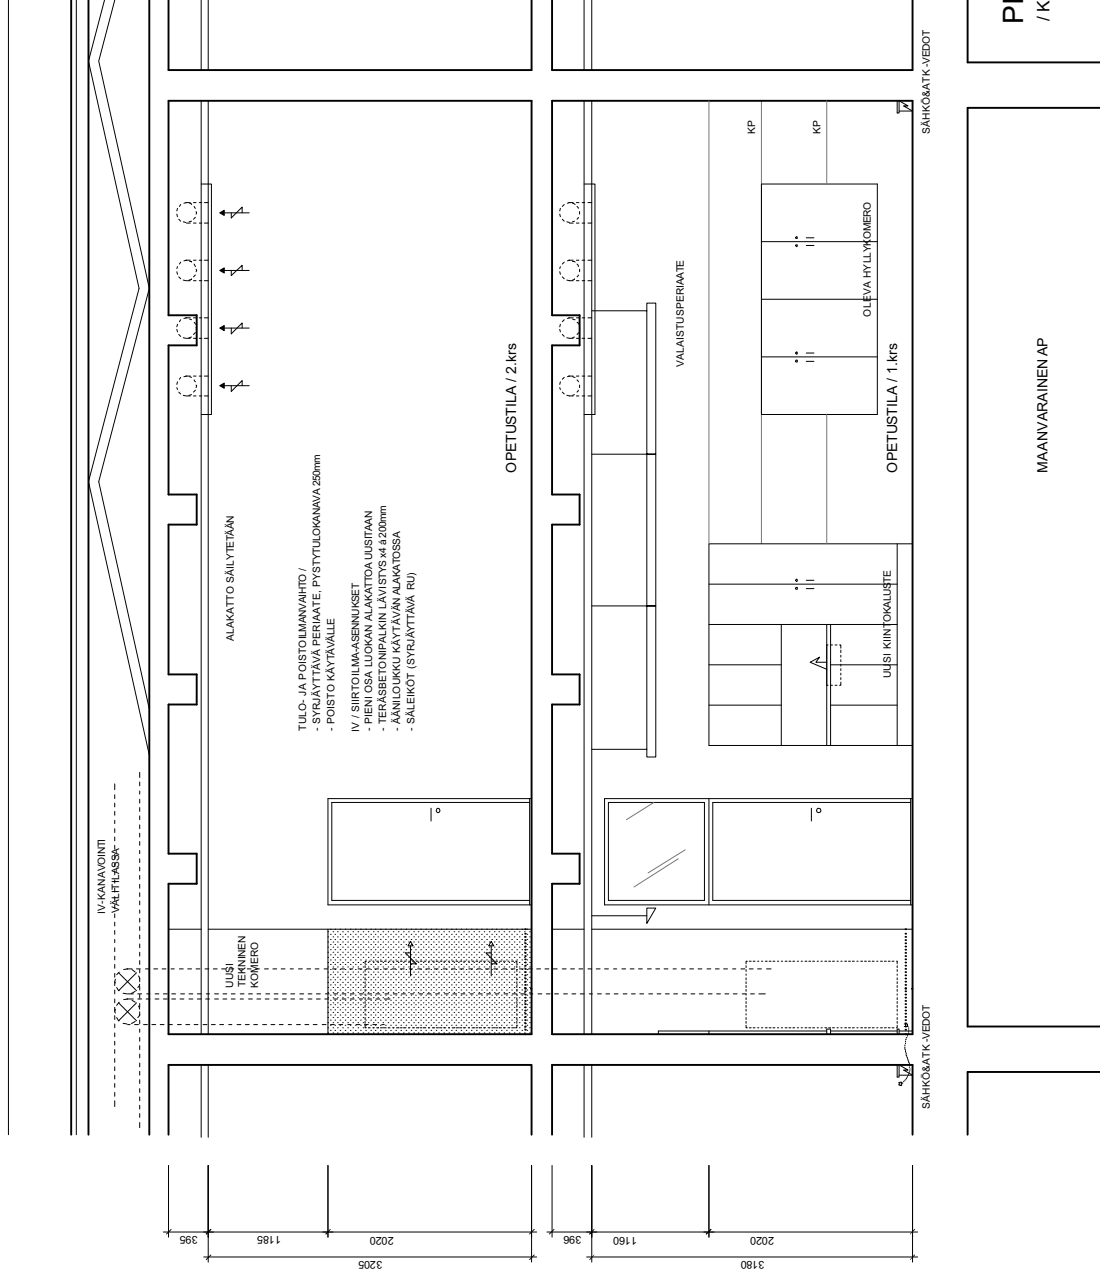 IV-KANAVOINTI
VÄLITILASSA
ALAKATTO SÄILYTETÄÄN
UUSI
TEKNINEN
KOMERO
TULO- JA POISTOILMANVAIHTO /
- SYRJÄYTTÄVÄ PERIAATE, PYSTYTULOKANAVA 250mm
- POISTO KÄYTÄVÄLLE
IV / SIIRTOILMA-ASENNUKSET
- PIENI OSA LUOKAN ALAKATTOA UUSITAAN
- TERÄSBETONIPALKIN LÄVISTYS x4 á 200mm
- ÄÄNILOUKKU KÄYTÄVÄN ALAKATOSSA
- SÄLEIKÖT (SYRJÄYTTÄVÄ RU)
OPETUSTILA / 2.krs
VALAISTUSPERIAATE
KP
KP
OLEVA HYLLYKOMERO
UUSI KIINTOKALUSTE
OPETUSTILA / 1.krs
SÄHKÖ&ATK -VEDOT
SÄHKÖ&ATK -VEDOT
MAANVARAINEN AP
/ K
395
1185
2020
3205
396
1160
2020
3180